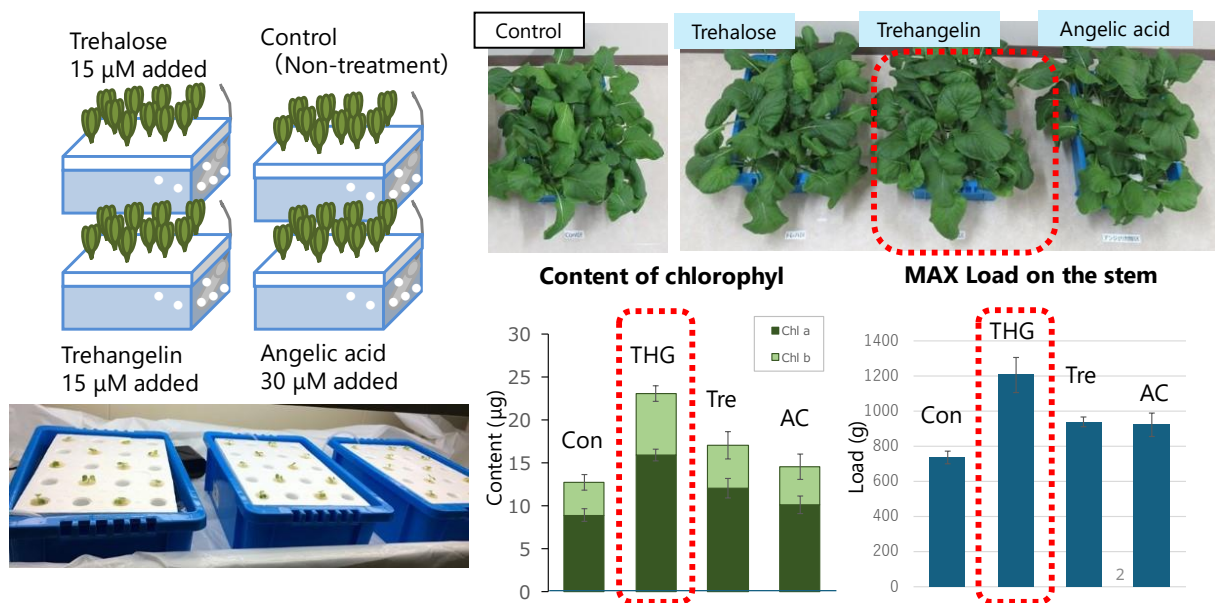 Trehalose
15 µM added
Control
（Non-treatment）
Trehangelin
15 µM added
Angelic acid
30 µM added
Control
Trehalose
Trehangelin
Angelic acid
Content of chlorophyl
MAX Load on the stem
Content (µg)
30
25
20
15
10
5
0
Con
THG
Tre
AC
Chl a
Chl b
Load (g)
1400
1200
1000
800
600
400
200
0
Con
THG
Tre
AC
2